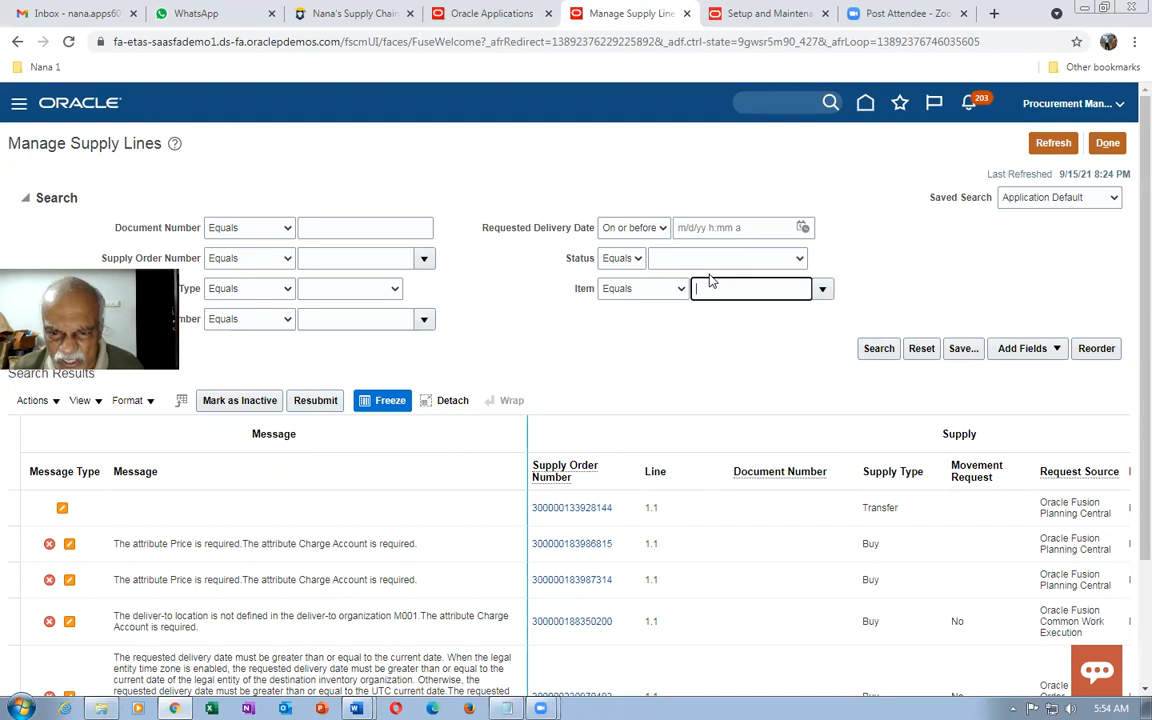 Inbox - nana.apps60
WhatsApp
Nana's Supply Chain
Oracle Applications
Manage Supply Lin
Setup and Maintena
Post Attendee - Zoo
fa-etas-saasfademo1.ds-fa.oraclepdemos.com/fscmUI/faces/FuseWelcome?_afrRedirect=13892376229225892&_adf.ctrl-state=9gwsr5m90_427&_afrLoop=13892376746035605
Nana 1
Other bookmarks
ORACLE
203
Procurement Man...
Manage Supply Lines
Refresh
Done
Last Refreshed 9/15/21 8:24 PM
Search
Saved Search Application Default
Document Number Equals
Requested Delivery Date On or before m/d/yy h:mm a
Supply Order Number Equals
Status Equals
Type Equals
Item Equals
mber Equals
Search Reset Save... Add Fields Reorder
Search Results
Actions View Format Mark as Inactive Resubmit Freeze Detach Wrap
Message
Supply
Message Type
Message
Supply Order Number
Line
Document Number
Supply Type
Movement Request
Request Source
300000133928144 1.1 Transfer Oracle Fusion Planning Central
The attribute Price is required.The attribute Charge Account is required. 300000183986815 1.1 Buy Oracle Fusion Planning Central
The attribute Price is required.The attribute Charge Account is required. 300000183987314 1.1 Buy Oracle Fusion Planning Central
The deliver-to location is not defined in the deliver-to organization M001.The attribute Charge
Account is required.
300000188350200 1.1 Buy No Oracle Fusion Common Work Execution
The requested delivery date must be greater than or equal to the current date. When the legal
entity time zone is enabled, the requested delivery date must be greater than or equal to the
current date of the legal entity of the destination inventory organization. Otherwise, the
requested delivery date must be greater than or equal to the UTC current date.The requested
1.1 Buy No Oracle
5:54 AM